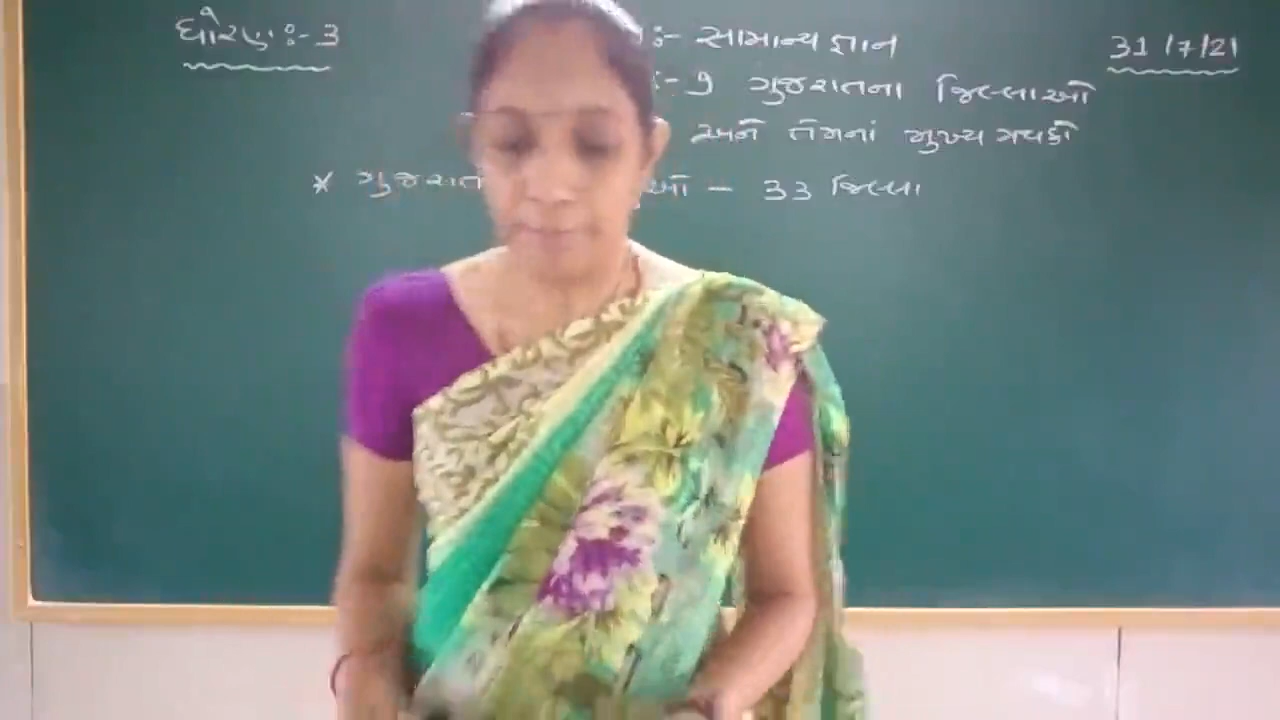 ધોરણ :- 3 :- સામાન્ય જ્ઞાન 31/7/21
:- 9 ગુજરાતના જિલ્લાઓ
અને તેમનાં મુખ્ય મથકો
* ગુજરાત ઓ - 33 જિલ્લા